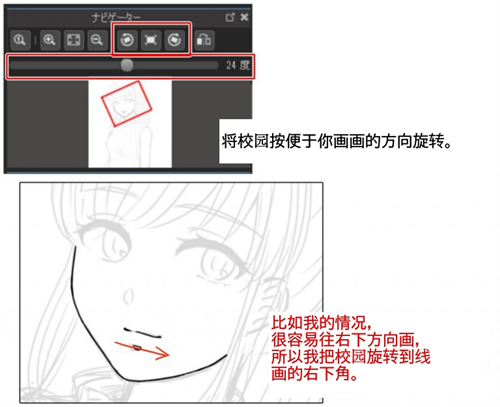 ナビゲーター
24 度
将校园按便于你画画的方向旋转。
比如我的情况，
很容易往右下方向画，
所以我把校园旋转到线
画的右下角。